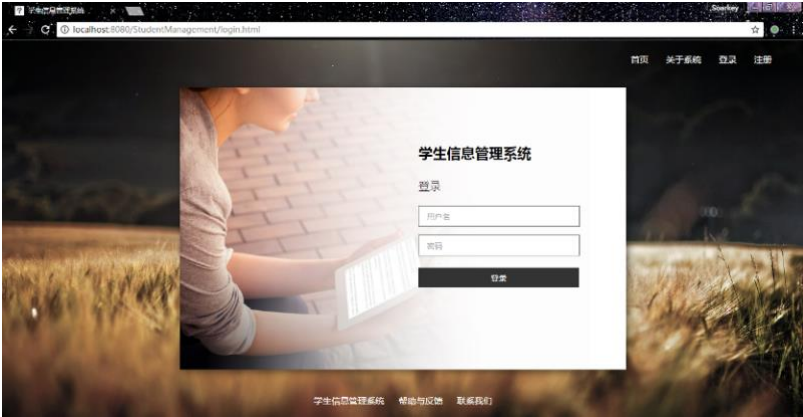 学生信息管理系统
localhost:8080/StudentManagement/login.html
首页 关于系统 登录 注册
学生信息管理系统
登录
用户名
密码
登录
学生信息管理系统 帮助与反馈 联系我们